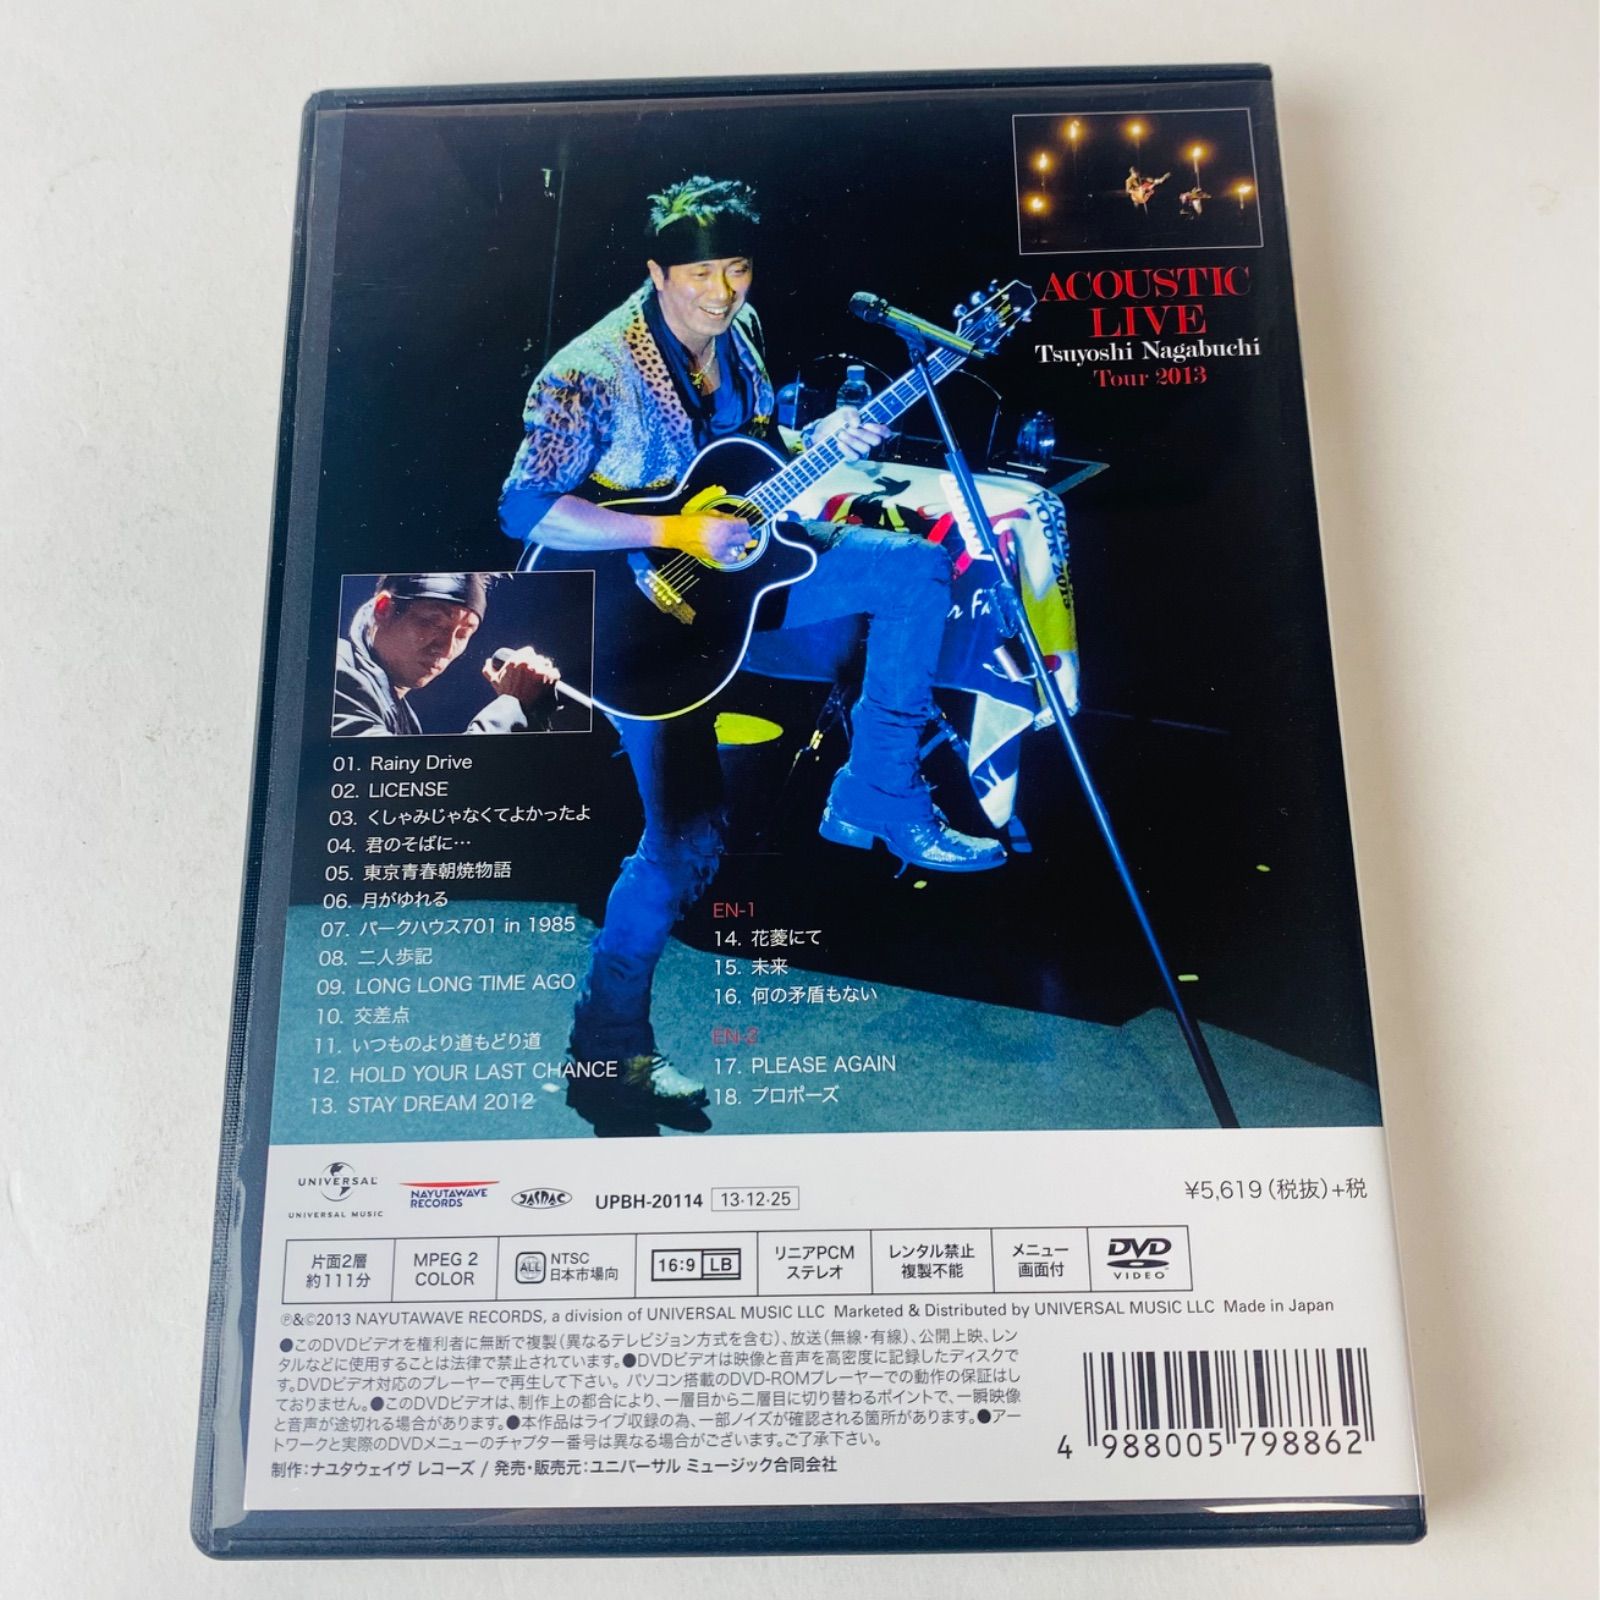 ACOUSTIC
LIVE
Tsuyoshi Nagabuchi
Tour 2013
01. Rainy Drive
02. LICENSE
03. くしゃみじゃなくてよかったよ
04. 君のそばに…
05. 東京青春朝焼物語
06. 月がゆれる
07. パークハウス701 in 1985
08. 二人歩記
09. LONG LONG TIME AGO
10. 交差点
11. いつものより道もどり道
12. HOLD YOUR LAST CHANCE
13. STAY DREAM 2012
EN-1
14. 花菱にて
15. 未来
16. 何の矛盾もない
EN-2
17. PLEASE AGAIN
18. プロポーズ
UNIVERSAL
UNIVERSAL MUSIC
NAYUTAWAVE
RECORDS
JASRAC
UPBH-20114 13・12・25
¥5,619（税抜）+税
片面2層
約111分
MPEG 2
COLOR
ALL
NTSC
日本市場向
16:9 LB
リニアPCM
ステレオ
レンタル禁止
複製不能
メニュー
画面付
DVD
VIDEO
℗&©2013 NAYUTAWAVE RECORDS, a division of UNIVERSAL MUSIC LLC Marketed & Distributed by UNIVERSAL MUSIC LLC Made in Japan
●このDVDビデオを権利者に無断で複製（異なるテレビジョン方式を含む）、放送（無線・有線）、公開上映、レン
タルなどに使用することは法律で禁止されています。●DVDビデオは映像と音声を高密度に記録したディスクで
す。DVDビデオ対応のプレーヤーで再生して下さい。パソコン搭載のDVD-ROMプレーヤーでの動作の保証はし
ておりません。●このDVDビデオは、制作上の都合により、一層目から二層目に切り替わるポイントで、一瞬映像
と音声が途切れる場合があります。●本作品はライブ収録の為、一部ノイズが確認される箇所があります。●アー
トワークと実際のDVDメニューのチャプター番号は異なる場合がございます。ご了承下さい。
制作：ナユタウェイヴ レコーズ / 発売・販売元：ユニバーサル ミュージック合同会社
4 988005 798862